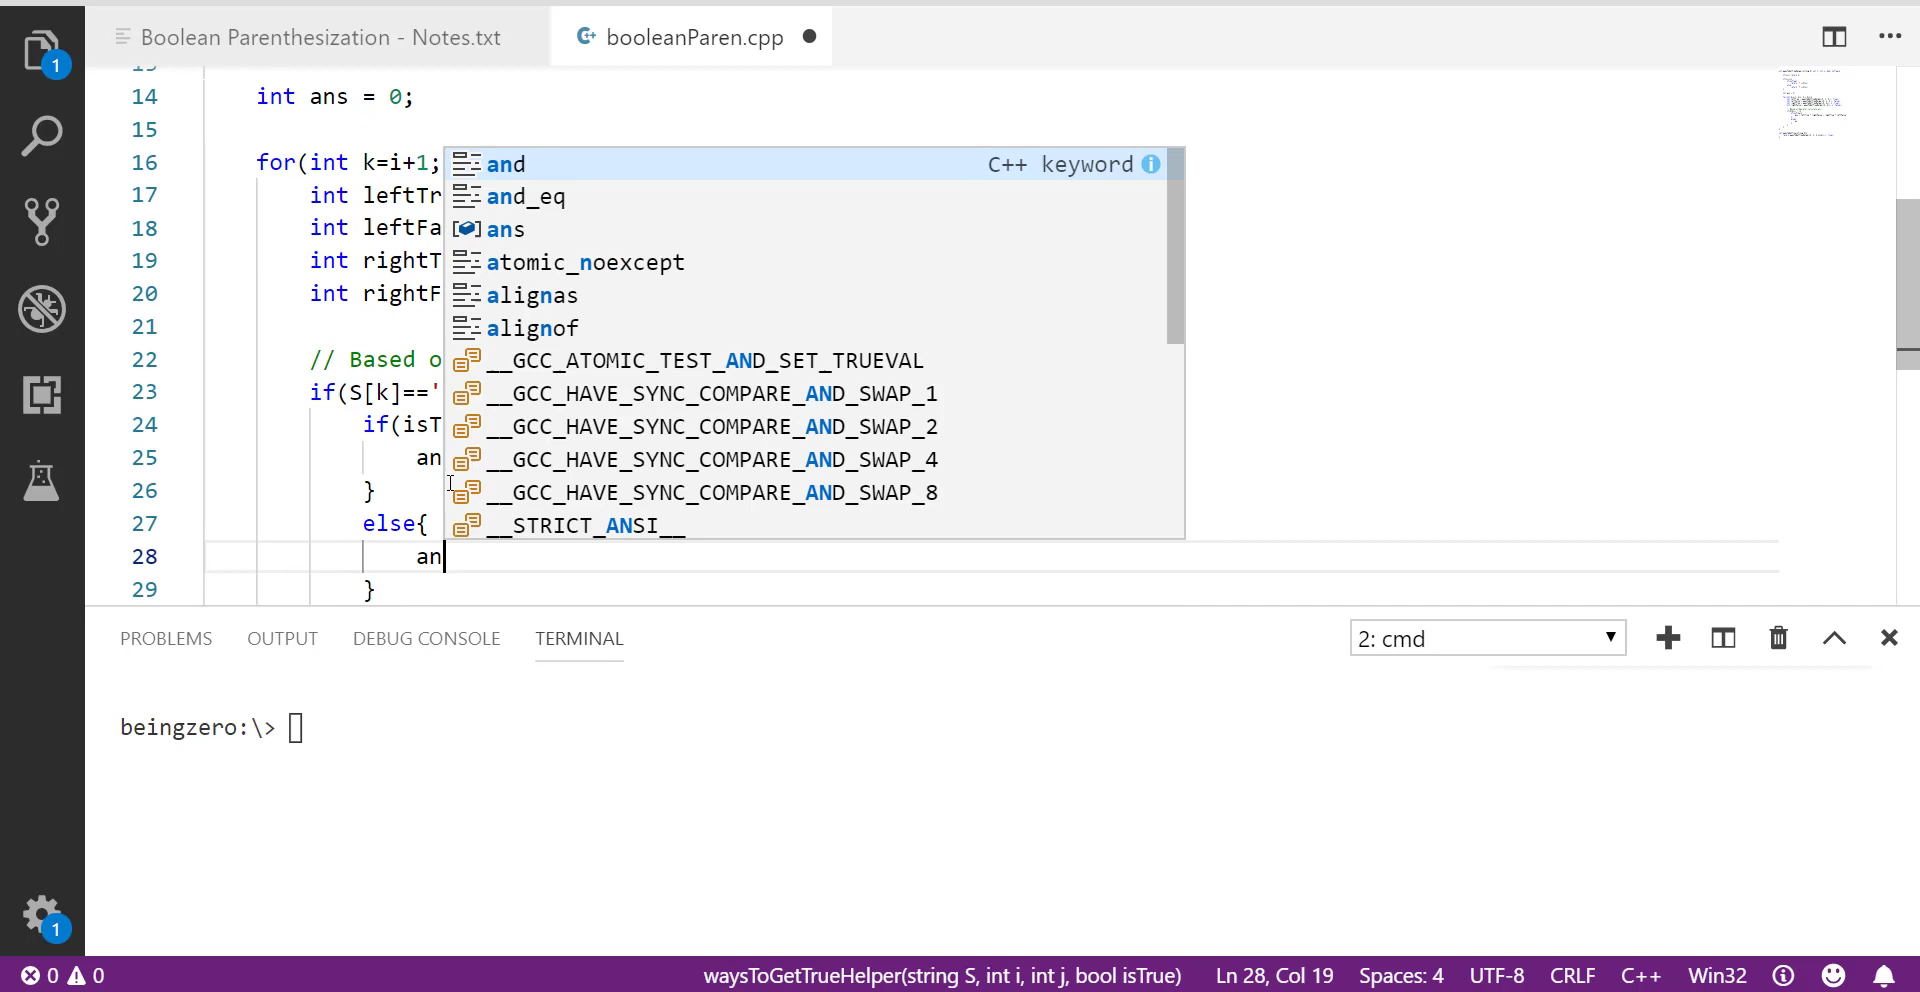 1
Boolean Parenthesization - Notes.txt
booleanParen.cpp
14 int ans = 0;
15
16 for(int k=i+1;
17 int leftTr
18 int leftFa
19 int rightT
20 int rightF
21
22 // Based o
23 if(S[k]=='
24 if(isT
25 an
26 }
27 else{
28 an
29 }
and C++ keyword
and_eq
ans
atomic_noexcept
alignas
alignof
__GCC_ATOMIC_TEST_AND_SET_TRUEVAL
__GCC_HAVE_SYNC_COMPARE_AND_SWAP_1
__GCC_HAVE_SYNC_COMPARE_AND_SWAP_2
__GCC_HAVE_SYNC_COMPARE_AND_SWAP_4
__GCC_HAVE_SYNC_COMPARE_AND_SWAP_8
__STRICT_ANSI__
PROBLEMS OUTPUT DEBUG CONSOLE TERMINAL 2: cmd
beingzero:\>
1
0 0 waysToGetTrueHelper(string S, int i, int j, bool isTrue) Ln 28, Col 19 Spaces: 4 UTF-8 CRLF C++ Win32